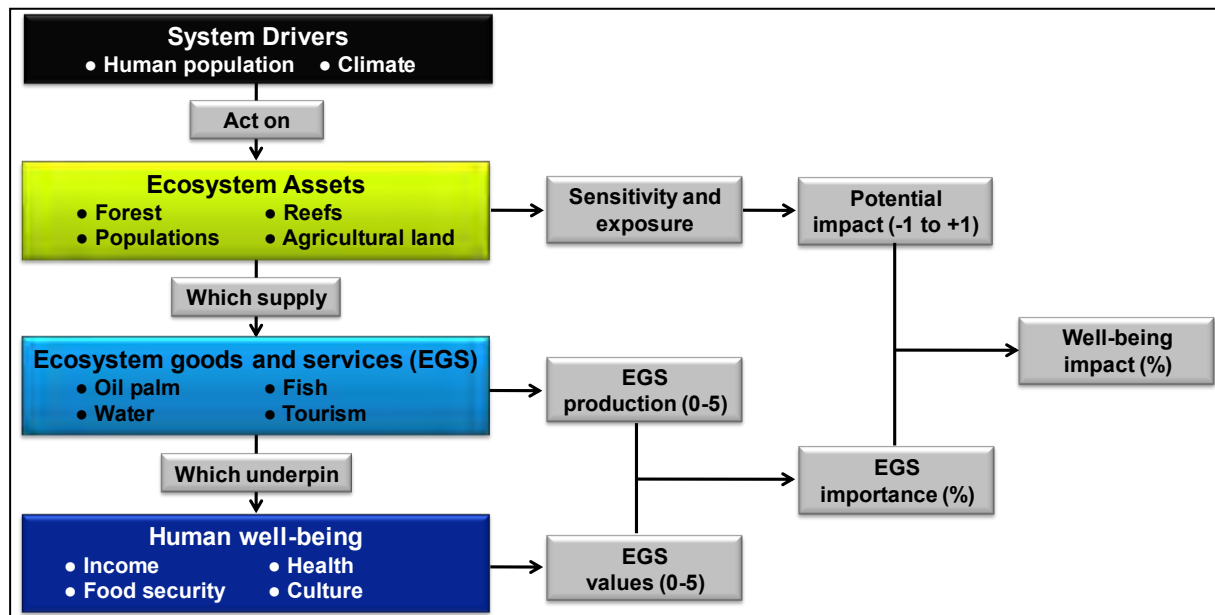 System Drivers
● Human population ● Climate
Act on
Ecosystem Assets
● Forest ● Reefs
● Populations ● Agricultural land
Sensitivity and
exposure
Potential
impact (-1 to +1)
Which supply
Well-being
impact (%)
Ecosystem goods and services (EGS)
● Oil palm ● Fish
● Water ● Tourism
EGS
production (0-5)
Which underpin
EGS
importance (%)
Human well-being
● Income ● Health
● Food security ● Culture
EGS
values (0-5)